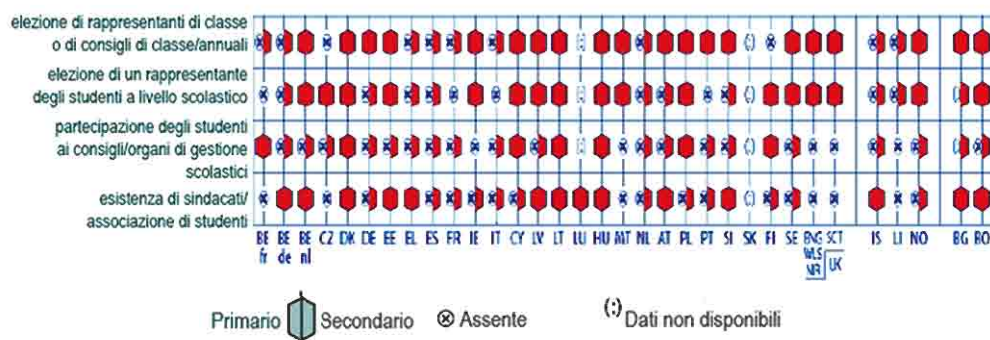 elezione di rappresentanti di classe
o di consigli di classe/annuali
elezione di un rappresentante
degli studenti a livello scolastico
partecipazione degli studenti
ai consigli/organi di gestione
scolastici
esistenza di sindacati/
associazione di studenti
BE BE BE CZ DK DE EE EL ES FR IE IT CY LV LT LU HU MT NL AT PL PT SI SK FI SE ENG SCT IS LI NO BG RO
fr de nl WLS UK
NIR
Primario Secondario Assente (:) Dati non disponibili